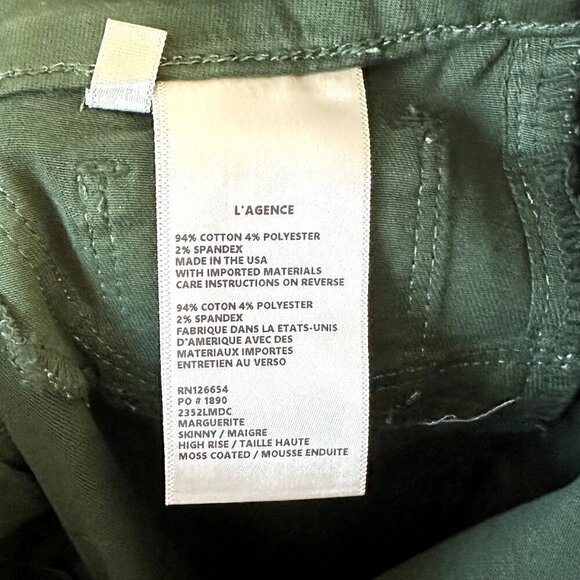 L'AGENCE
94% COTTON 4% POLYESTER
2% SPANDEX
MADE IN THE USA
WITH IMPORTED MATERIALS
CARE INSTRUCTIONS ON REVERSE
94% COTON 4% POLYESTER
2% SPANDEX
FABRIQUE DANS LA ETATS-UNIS
D'AMERIQUE AVEC DES
MATERIAUX IMPORTES
ENTRETIEN AU VERSO
RN126654
PO # 1890
2352LMDC
MARGUERITE
SKINNY / MAIGRE
HIGH RISE / TAILLE HAUTE
MOSS COATED / MOUSSE ENDUITE